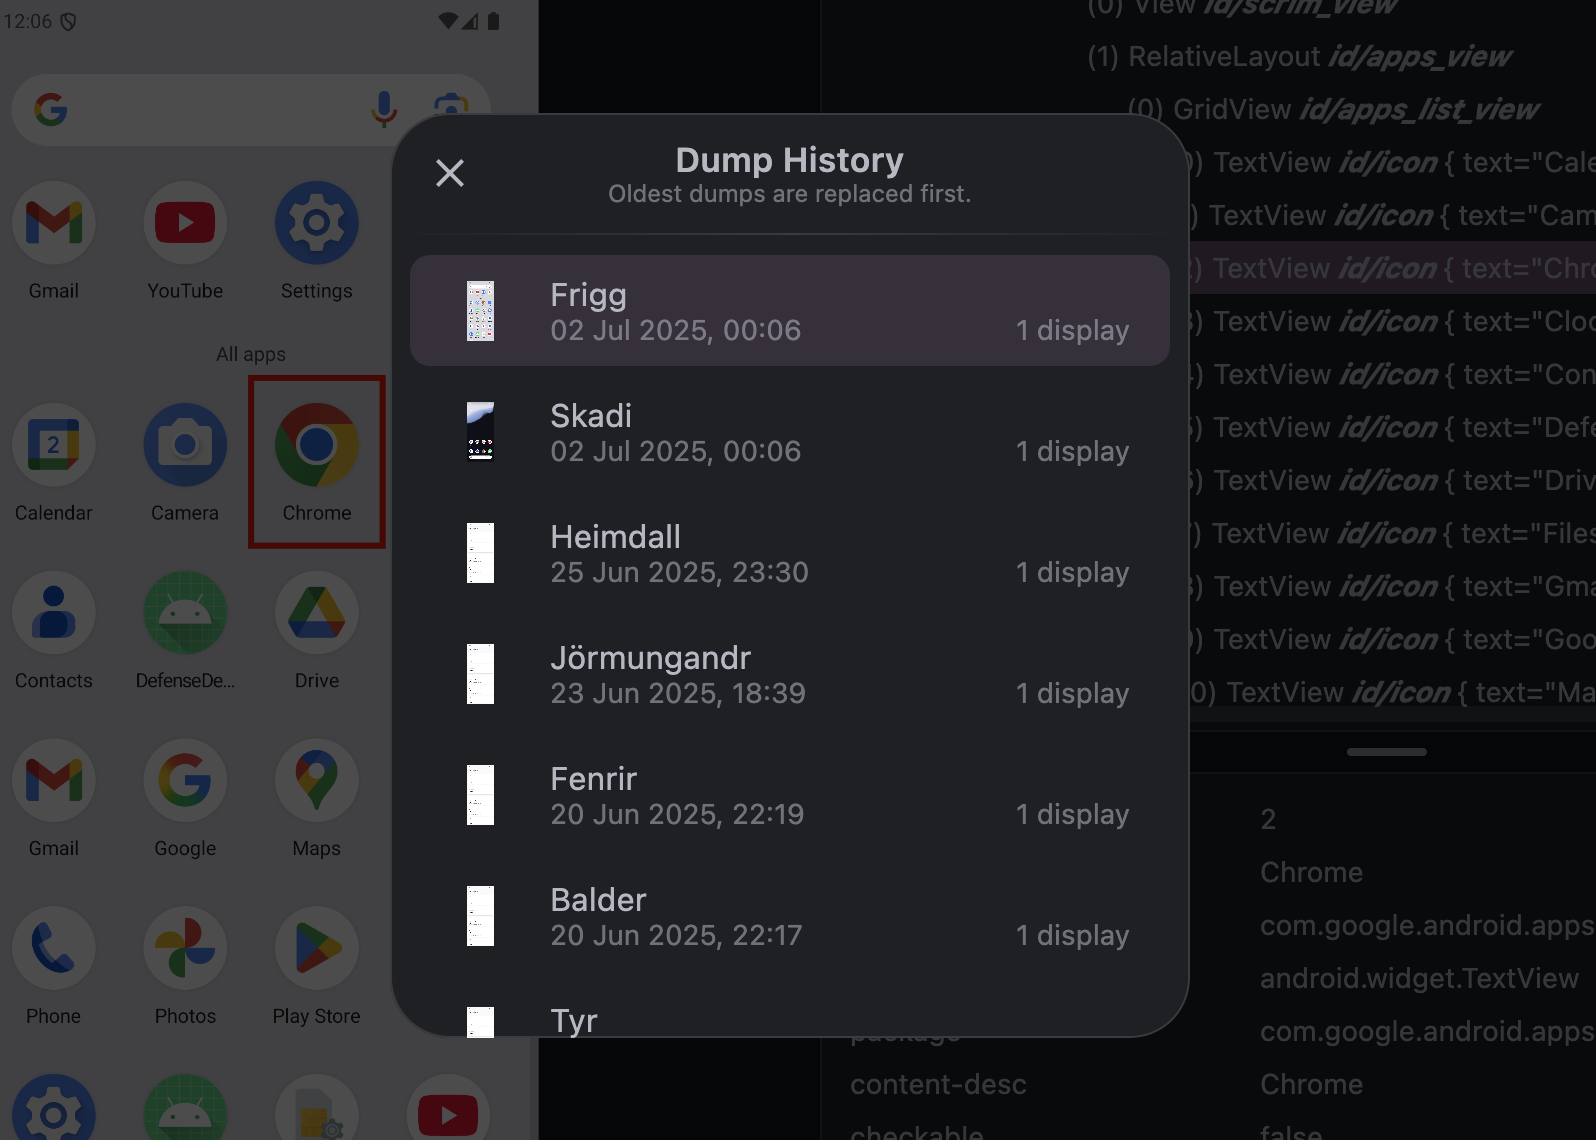 12:06
Gmail
YouTube
Settings
All apps
2
Calendar
Camera
Chrome
Contacts
DefenseDe...
Drive
Gmail
Google
Maps
Phone
Photos
Play Store
Dump History
Oldest dumps are replaced first.
Frigg
02 Jul 2025, 00:06
1 display
Skadi
02 Jul 2025, 00:06
1 display
Heimdall
25 Jun 2025, 23:30
1 display
Jörmungandr
23 Jun 2025, 18:39
1 display
Fenrir
20 Jun 2025, 22:19
1 display
Balder
20 Jun 2025, 22:17
1 display
Tyr
(0) View id/scrim_view
(1) RelativeLayout id/apps_view
(0) GridView id/apps_list_view
) TextView id/icon { text="Cale
) TextView id/icon { text="Cam
) TextView id/icon { text="Chro
) TextView id/icon { text="Cloc
) TextView id/icon { text="Con
) TextView id/icon { text="Defe
) TextView id/icon { text="Driv
) TextView id/icon { text="Files
) TextView id/icon { text="Gma
) TextView id/icon { text="Goo
0) TextView id/icon { text="Ma
2
Chrome
com.google.android.apps
android.widget.TextView
package
com.google.android.apps
content-desc
Chrome
checkable
false